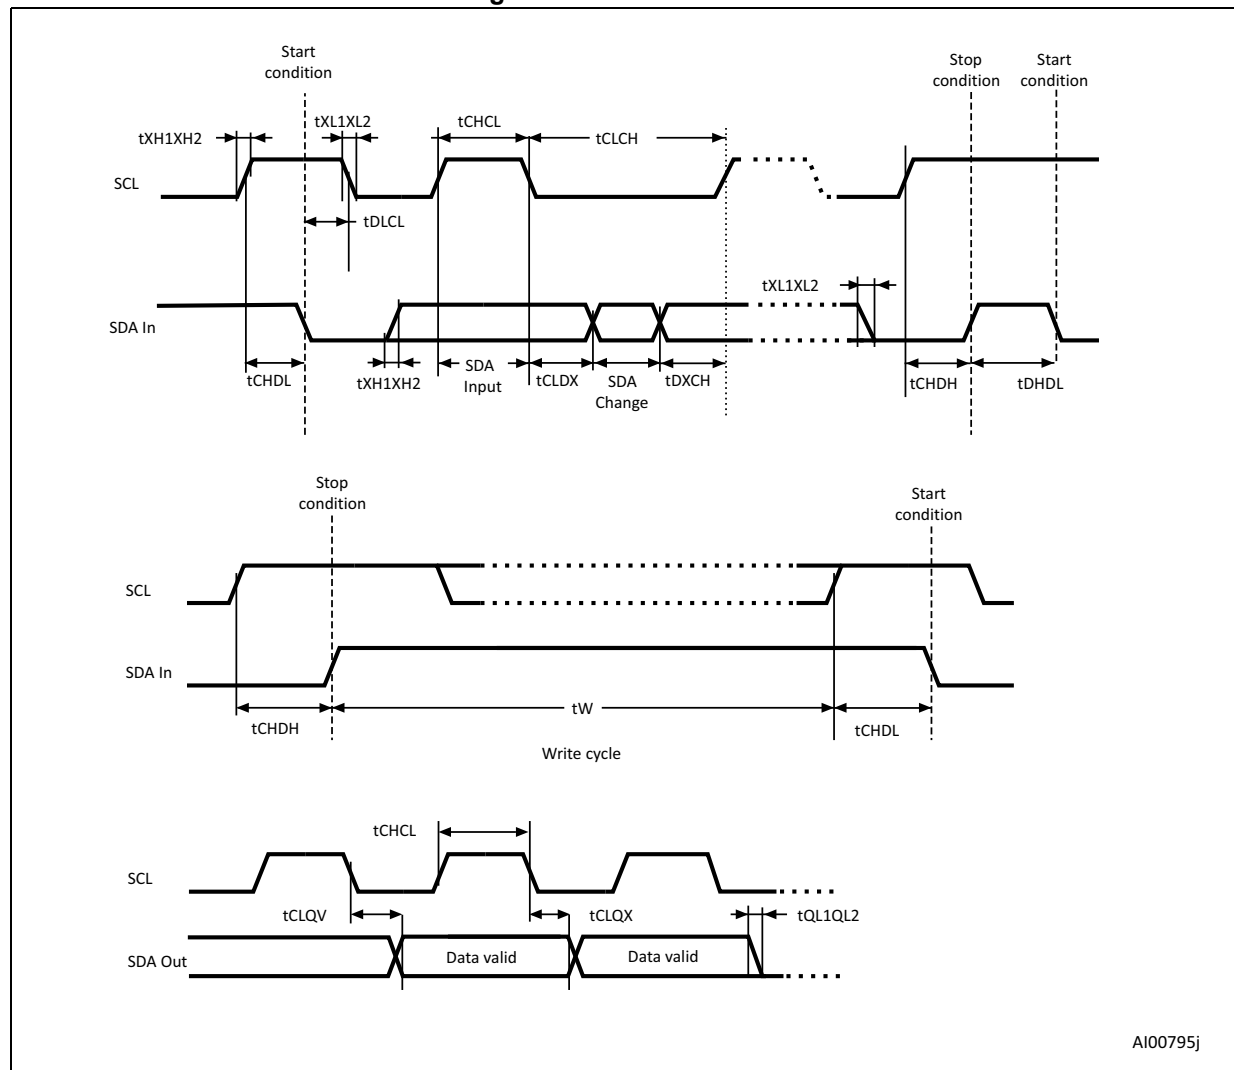 Start
condition
Stop
condition
Start
condition
tXH1XH2
tXL1XL2
tCHCL
tCLCH
SCL
tDLCL
tXL1XL2
SDA In
tCHDL
tXH1XH2
SDA
Input
tCLDX
SDA
Change
tDXCH
tCHDH
tDHDL
Stop
condition
Start
condition
SCL
SDA In
tCHDH
tW
tCHDL
Write cycle
tCHCL
SCL
tCLQV
tCLQX
tQL1QL2
SDA Out
Data valid
Data valid
AI00795j